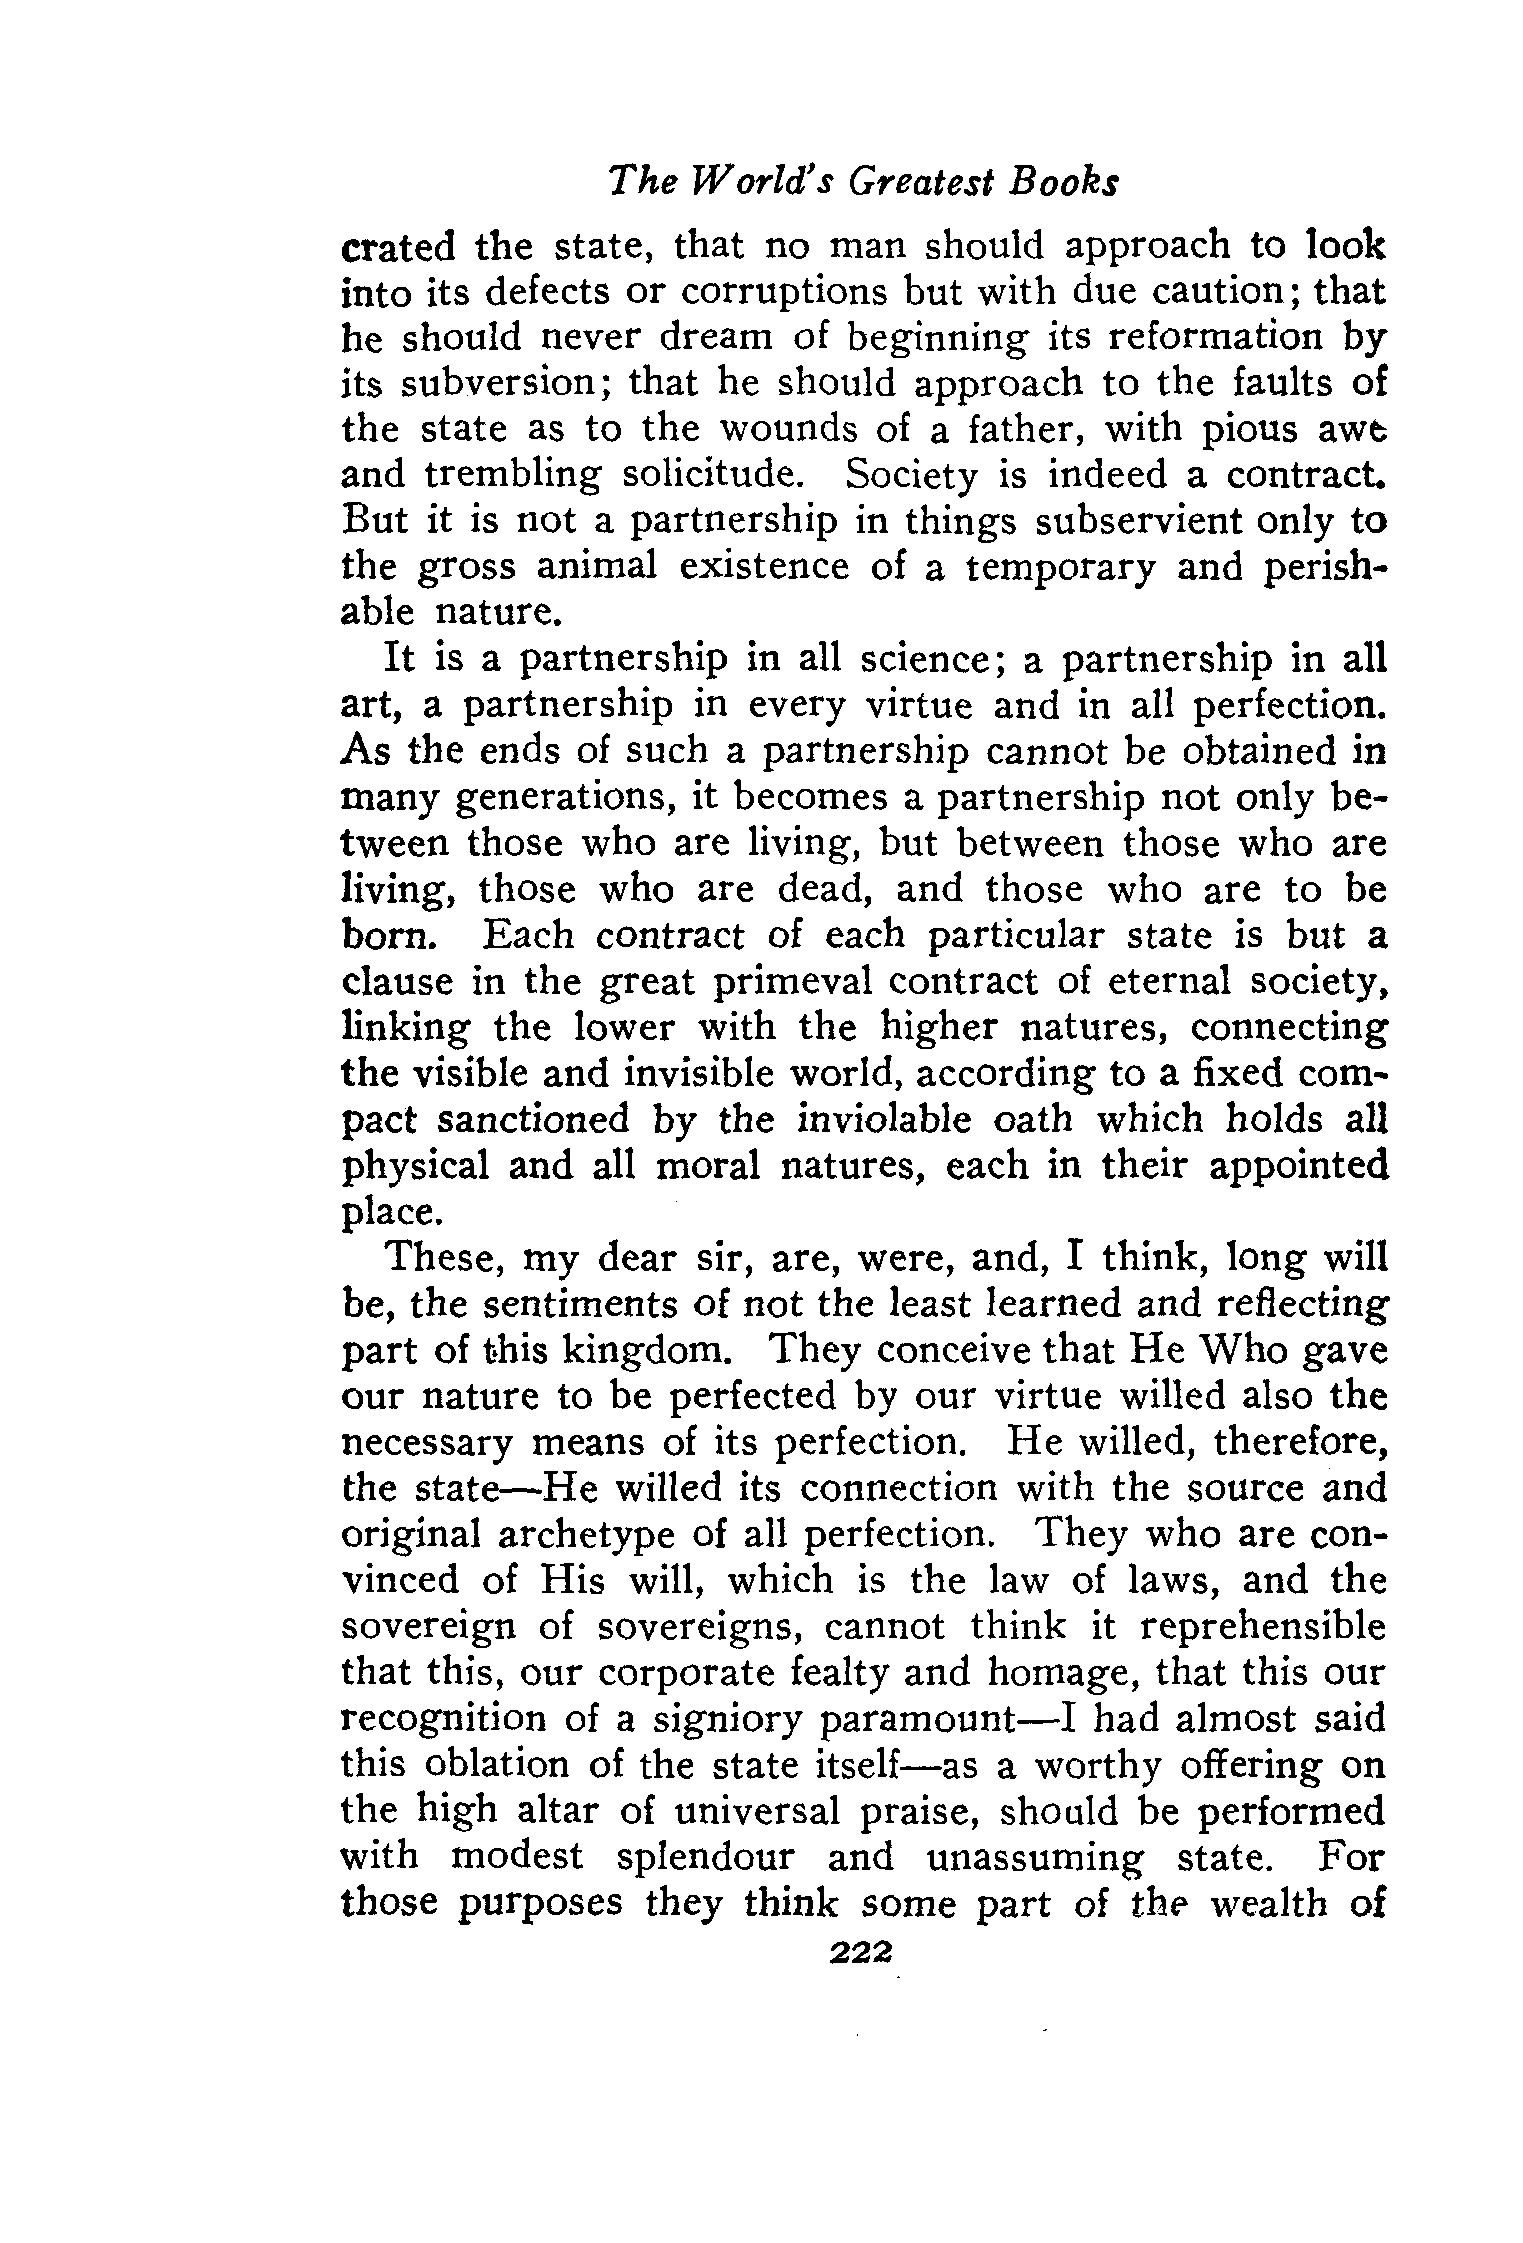 The World's Greatest Books
crated the state, that no man should approach to look
into its defects or corruptions but with due caution; that
he should never dream of beginning its reformation by
its subversion; that he should approach to the faults of
the state as to the wounds of a father, with pious awe
and trembling solicitude. Society is indeed a contract.
But it is not a partnership in things subservient only to
the gross animal existence of a temporary and perish-
able nature.
It is a partnership in all science; a partnership in all
art, a partnership in every virtue and in all perfection.
As the ends of such a partnership cannot be obtained in
many generations, it becomes a partnership not only be-
tween those who are living, but between those who are
living, those who are dead, and those who are to be
born. Each contract of each particular state is but a
clause in the great primeval contract of eternal society,
linking the lower with the higher natures, connecting
the visible and invisible world, according to a fixed com-
pact sanctioned by the inviolable oath which holds all
physical and all moral natures, each in their appointed
place.
These, my dear sir, are, were, and, I think, long will
be, the sentiments of not the least learned and reflecting
part of this kingdom. They conceive that He Who gave
our nature to be perfected by our virtue willed also the
necessary means of its perfection. He willed, therefore,
the state—He willed its connection with the source and
original archetype of all perfection. They who are con-
vinced of His will, which is the law of laws, and the
sovereign of sovereigns, cannot think it reprehensible
that this, our corporate fealty and homage, that this our
recognition of a signiory paramount—I had almost said
this oblation of the state itself—as a worthy offering on
the high altar of universal praise, should be performed
with modest splendour and unassuming state. For
those purposes they think some part of the wealth of
222